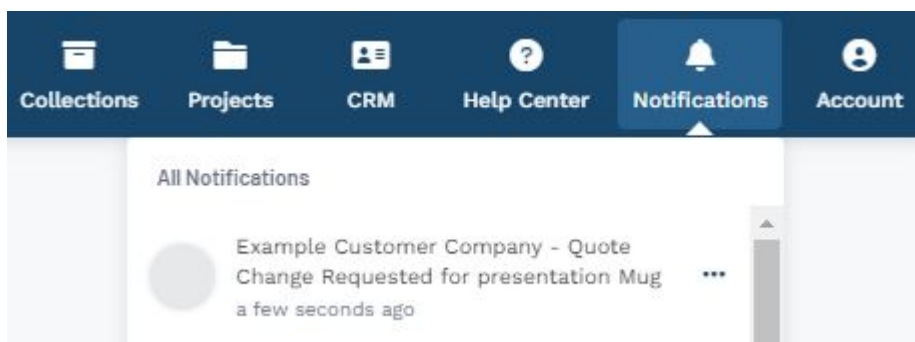 Collections Projects CRM Help Center Notifications Account
All Notifications
Example Customer Company - Quote
Change Requested for presentation Mug
a few seconds ago